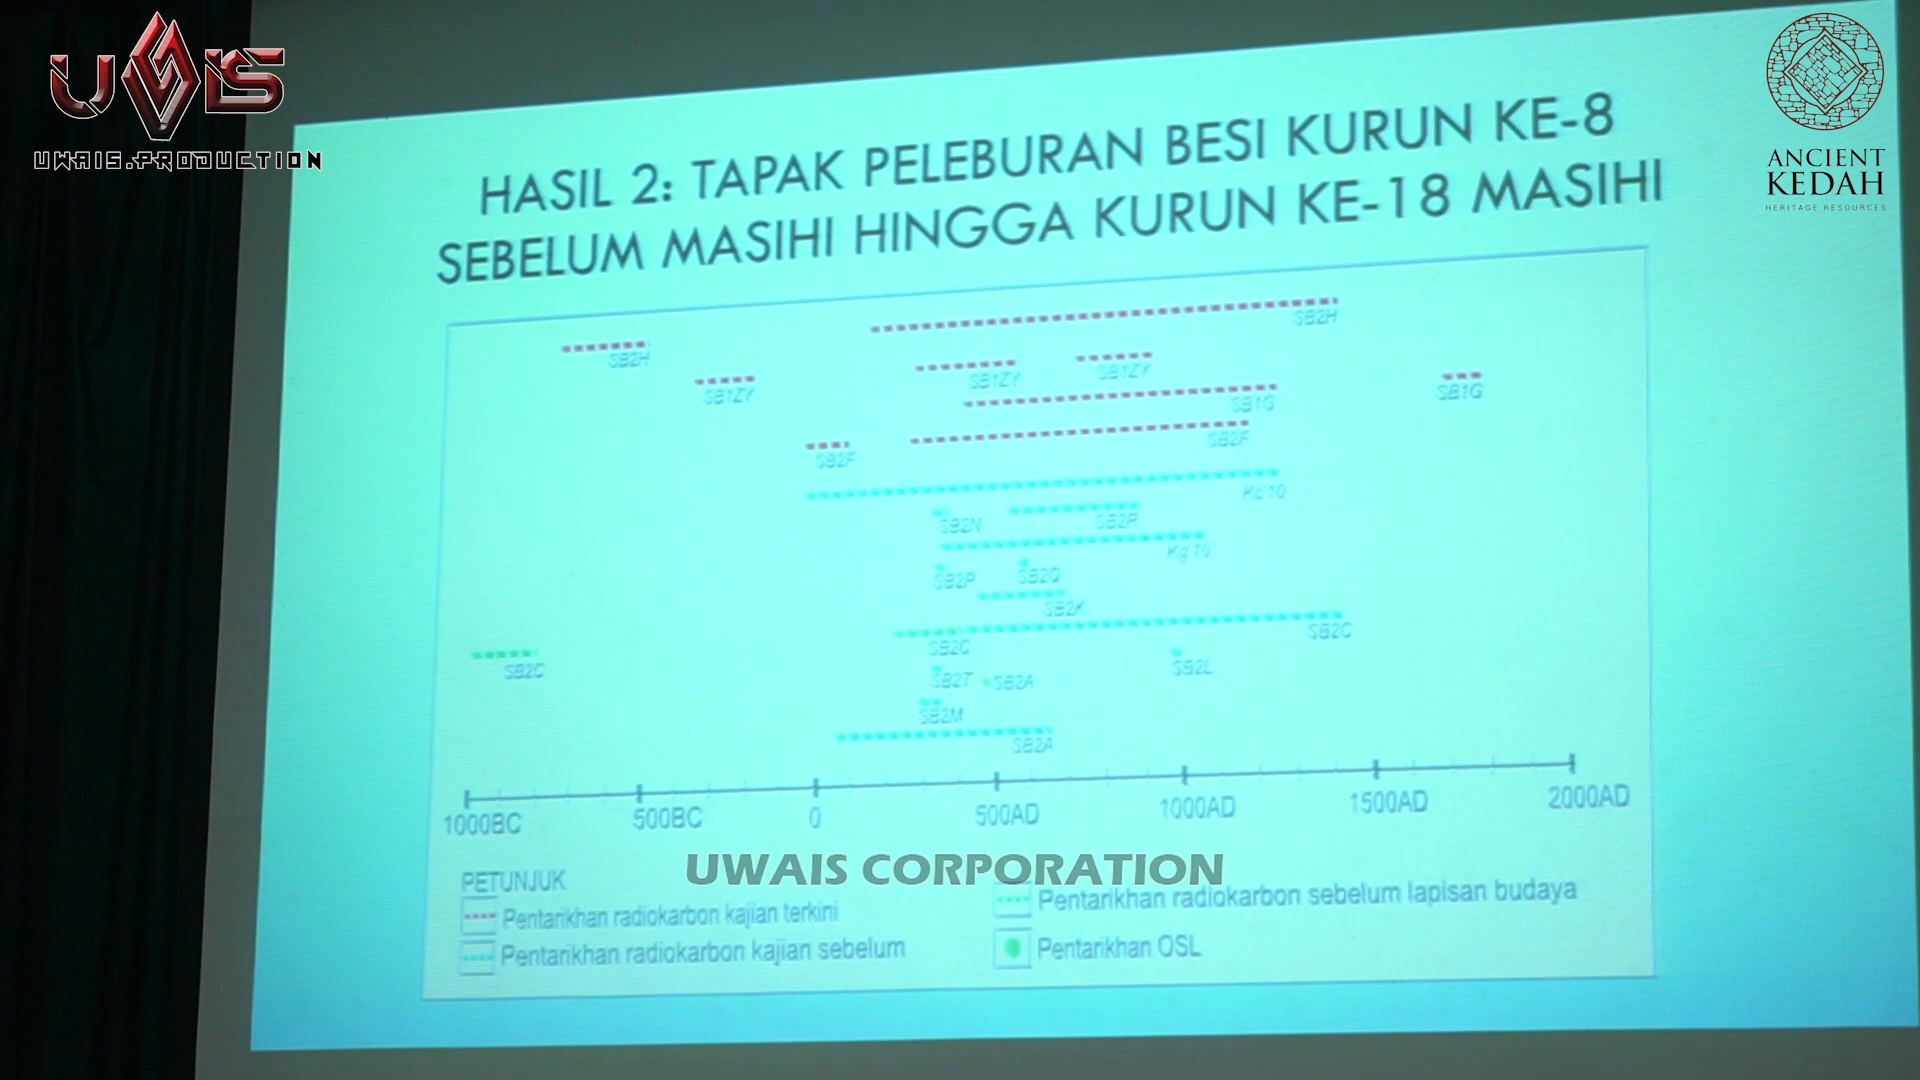 UWAIS
UWAIS.PRODUCTION
ANCIENT
KEDAH
HERITAGE RESOURCES
HASIL 2: TAPAK PELEBURAN BESI KURUN KE-8
SEBELUM MASIHI HINGGA KURUN KE-18 MASIHI
SB2H
SB2H
SB1ZY
SB1ZY
SB1ZY
SB1G
SB1G
SB2F
SB2F
SB2N
SB2R
SB2P
SB2Q
SB2K
SB2C
SB2C
SB2C
SB2L
SB2T
SB2A
SB2M
SB2A
1000BC 500BC 0 500AD 1000AD 1500AD 2000AD
UWAIS CORPORATION
PETUNJUK
Pentarikhan radiokarbon kajian terkini
Pentarikhan radiokarbon kajian sebelum
Pentarikhan radiokarbon sebelum lapisan budaya
Pentarikhan OSL